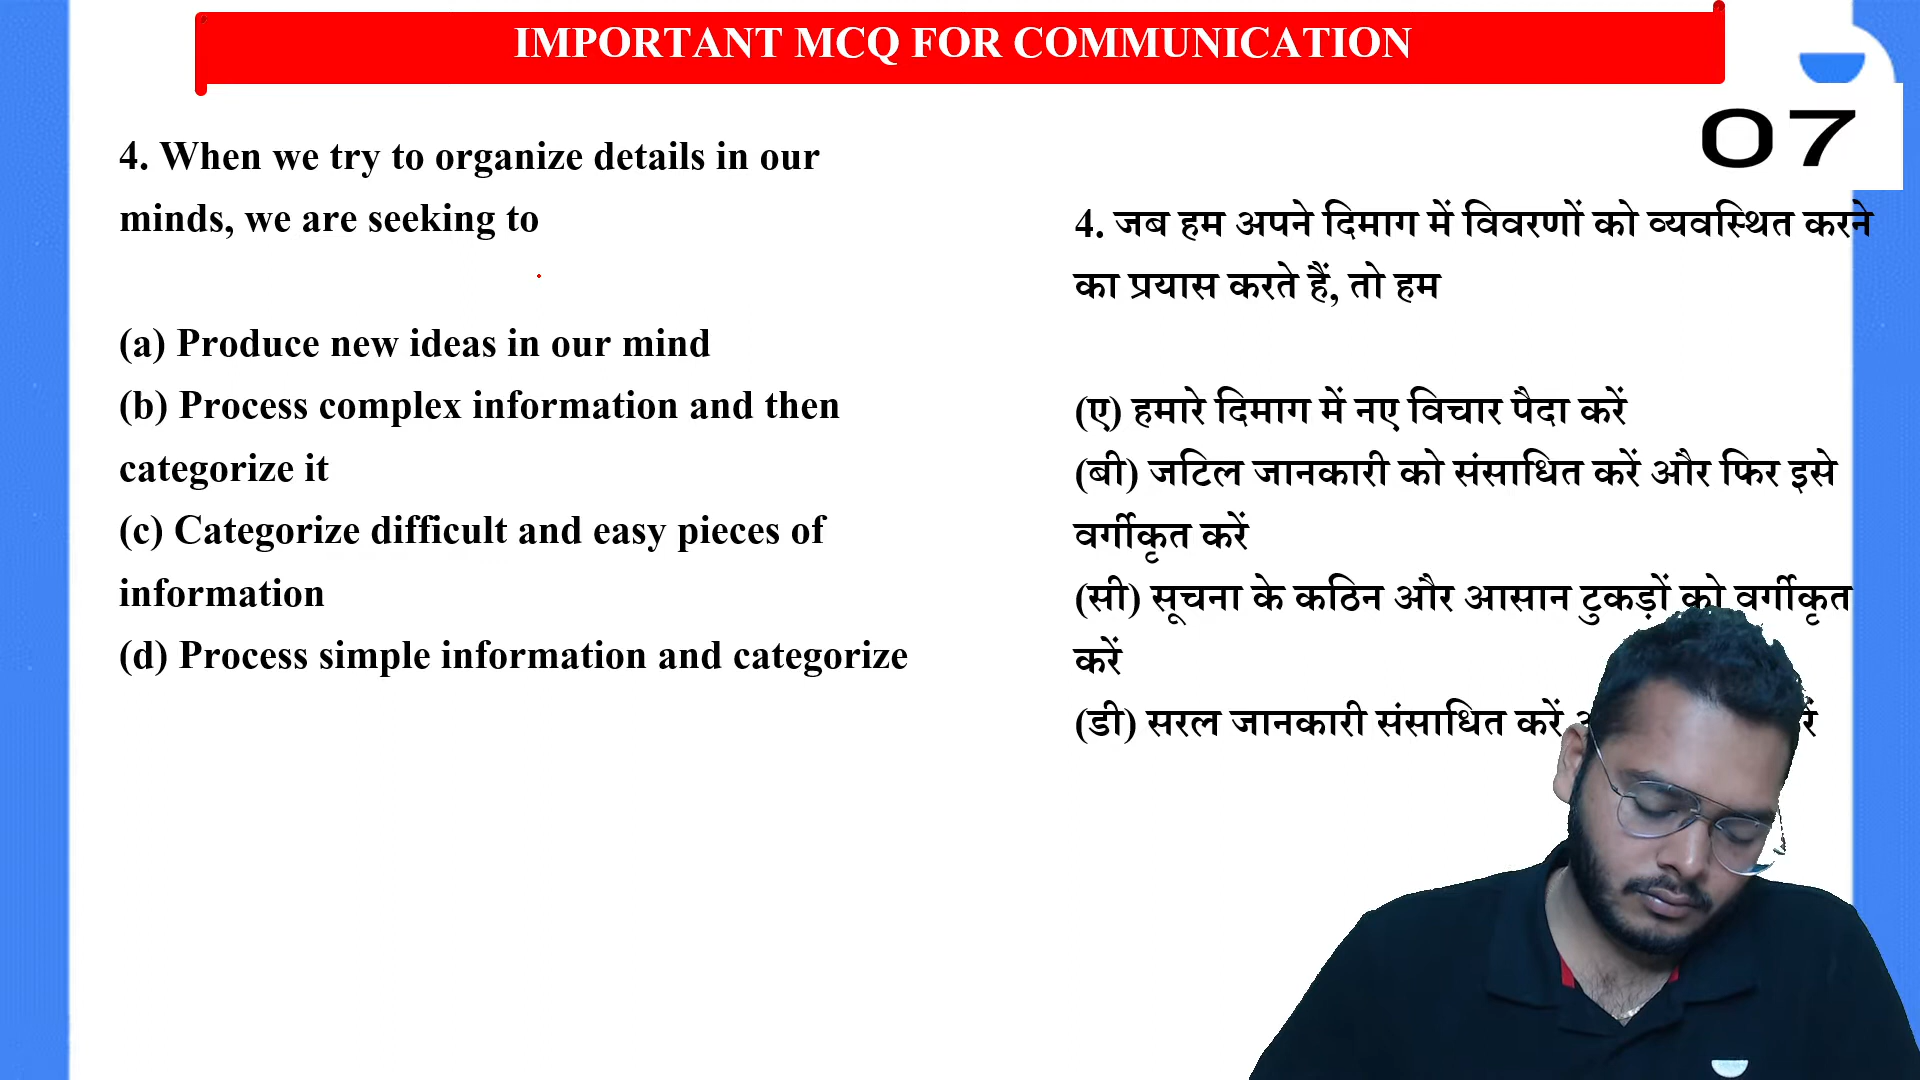 IMPORTANT MCQ FOR COMMUNICATION
07
4. When we try to organize details in our
minds, we are seeking to
(a) Produce new ideas in our mind
(b) Process complex information and then
categorize it
(c) Categorize difficult and easy pieces of
information
(d) Process simple information and categorize
4. जब हम अपने दिमाग में विवरणों को व्यवस्थित करने
का प्रयास करते हैं, तो हम
(ए) हमारे दिमाग में नए विचार पैदा करें
(बी) जटिल जानकारी को संसाधित करें और फिर इसे
वर्गीकृत करें
(सी) सूचना के कठिन और आसान टुकड़ों को वर्गीकृत
करें
(डी) सरल जानकारी संसाधित करें